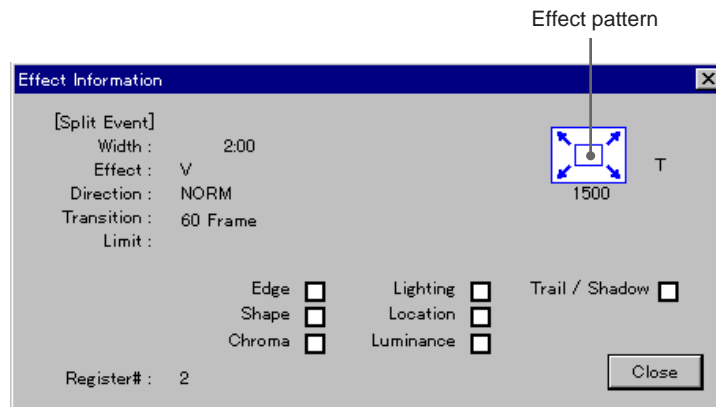 Effect pattern
Effect Information
[Split Event]
Width : 2:00
Effect : V
T
Direction : NORM
1500
Transition : 60 Frame
Limit :
Edge Lighting Trail / Shadow
Shape Location
Chroma Luminance
Close
Register# : 2